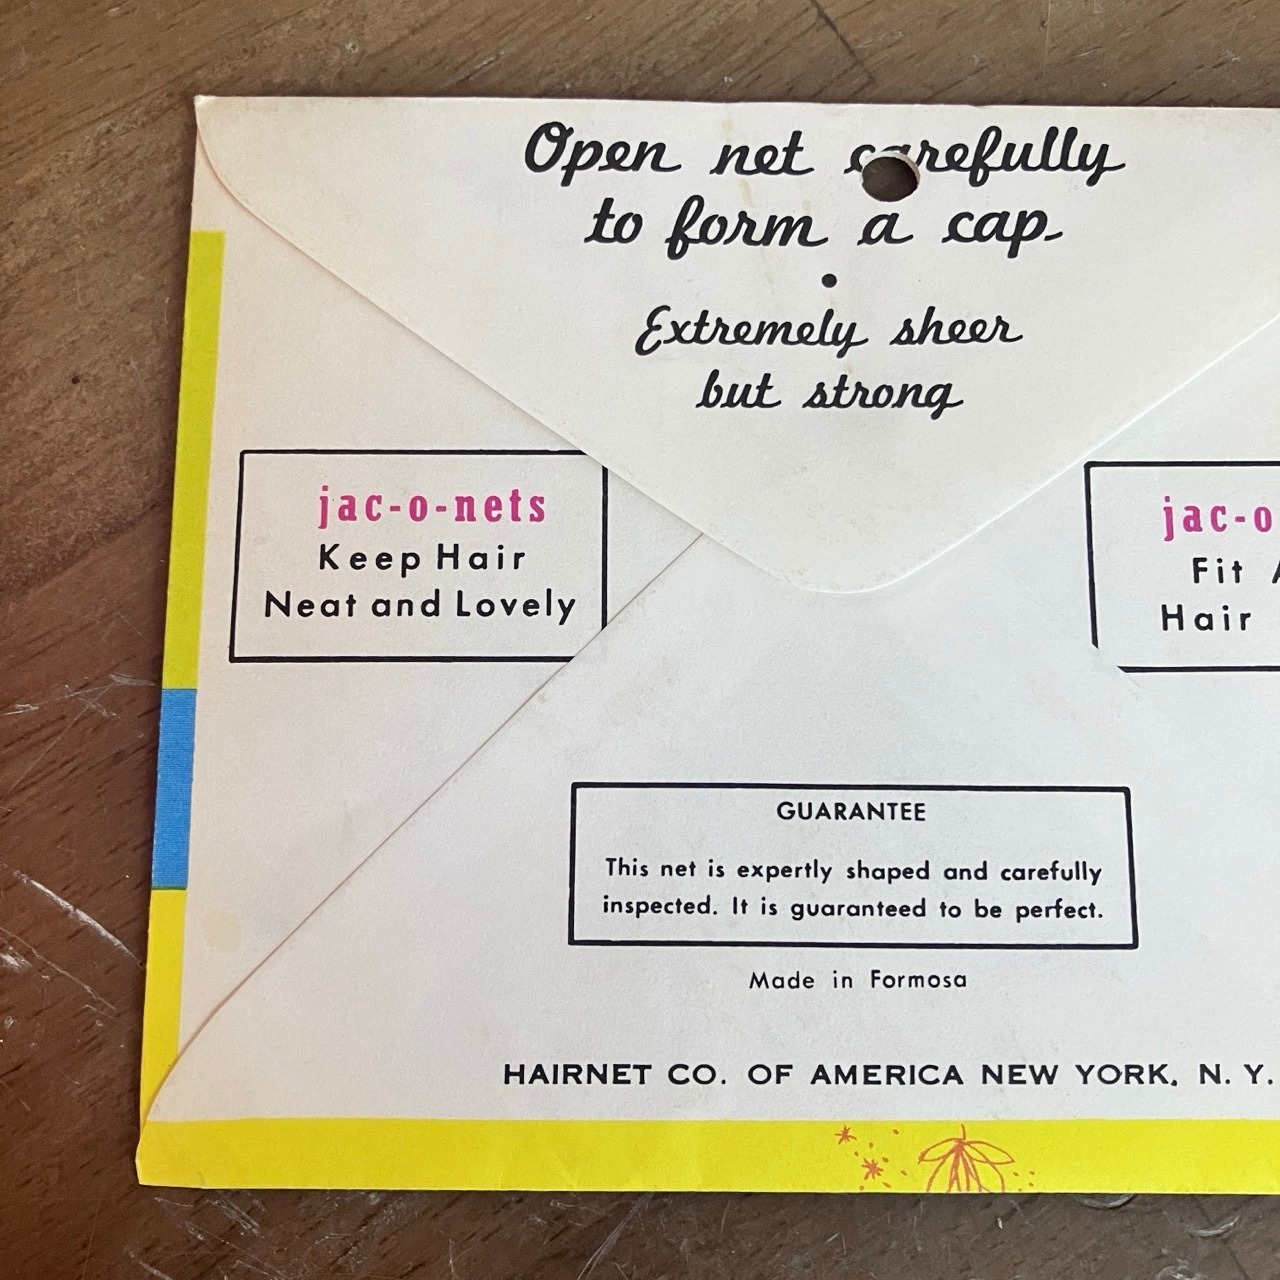 Open net carefully
to form a cap.
•
Extremely sheer
but strong
jac-o-nets
Keep Hair
Neat and Lovely
jac-o
Fit
Hair
GUARANTEE
This net is expertly shaped and carefully
inspected. It is guaranteed to be perfect.
Made in Formosa
HAIRNET CO. OF AMERICA NEW YORK, N. Y.